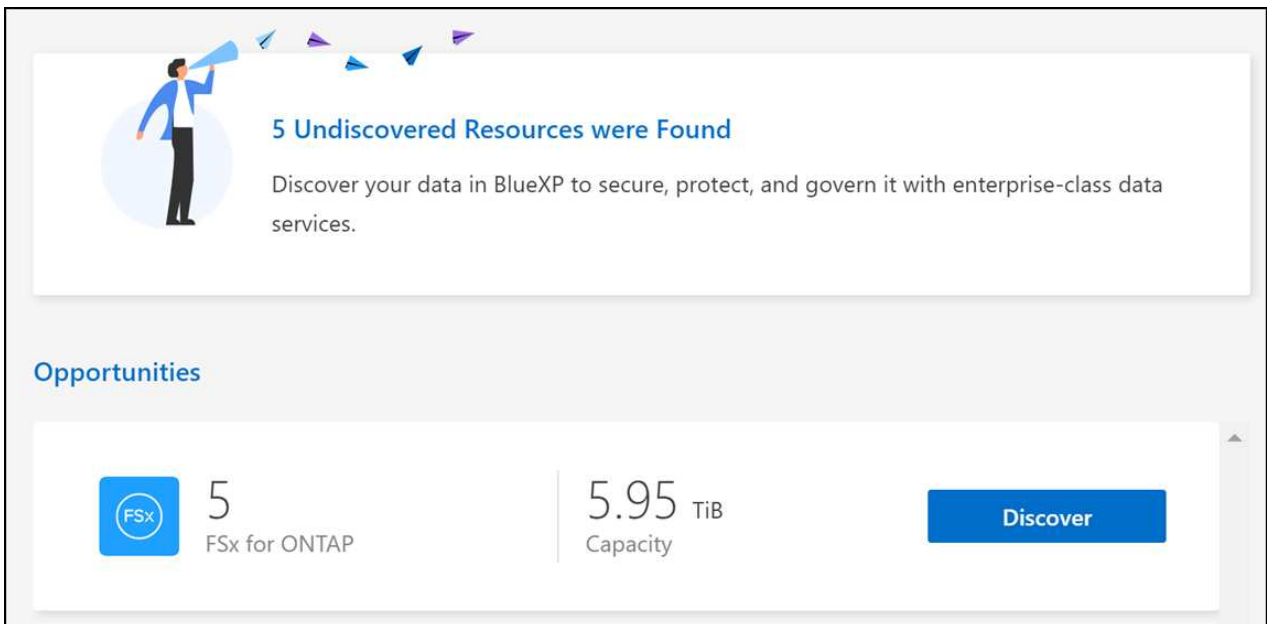 5 Undiscovered Resources were Found
Discover your data in BlueXP to secure, protect, and govern it with enterprise-class data
services.
Opportunities
FSx
5
FSx for ONTAP
5.95 TiB
Capacity
Discover